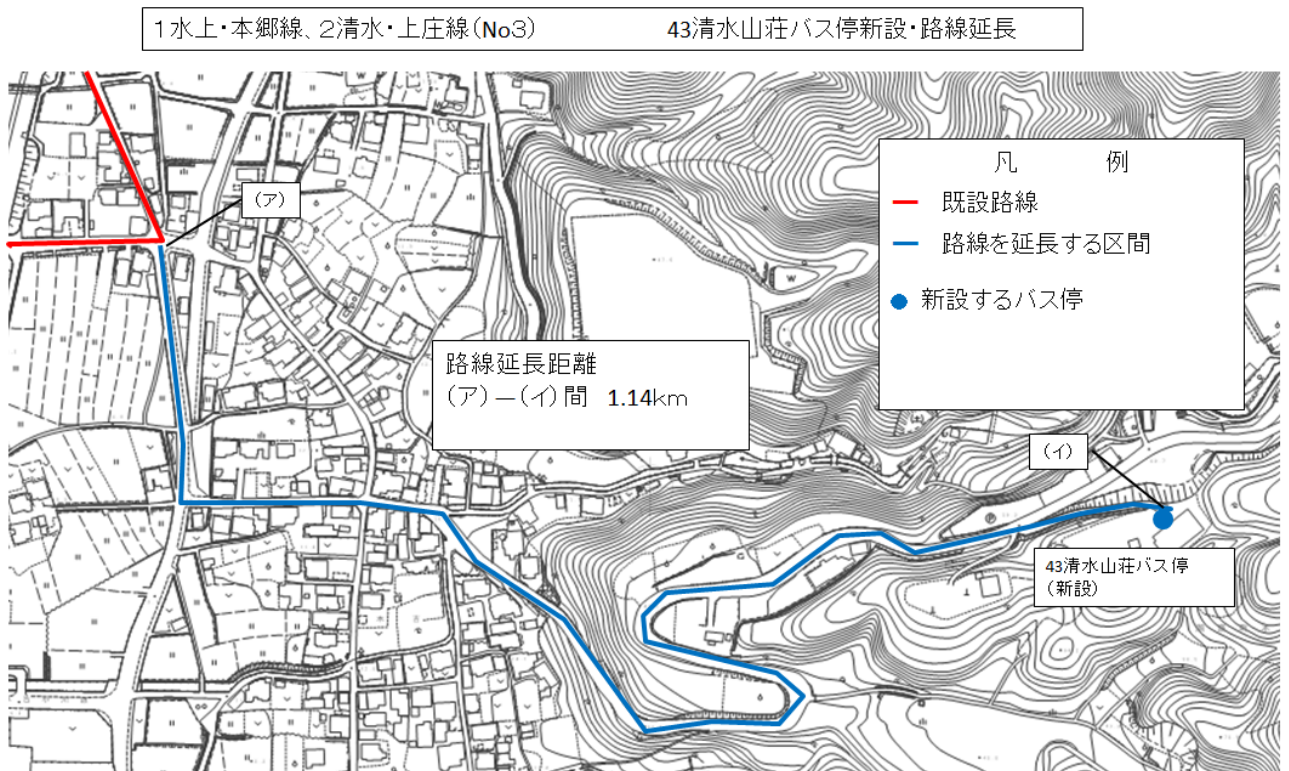 １水上・本郷線、２清水・上庄線（No３）　　　　43清水山荘バス停新設・路線延長
（ア）
凡　　　例
既設路線
路線を延長する区間
新設するバス停
路線延長距離
（ア）―（イ）間　1.14km
（イ）
43清水山荘バス停
（新設）